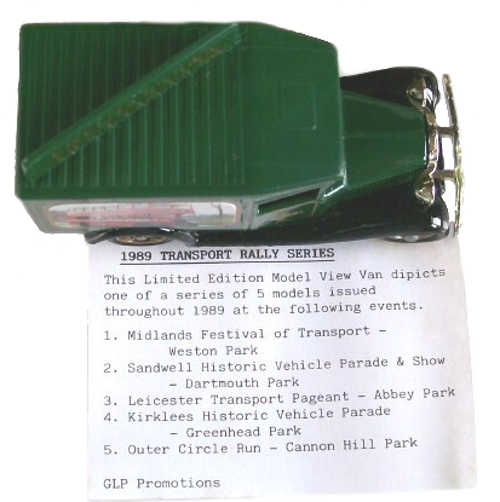 1989 TRANSPORT RALLY SERIES
This Limited Edition Model View Van dipicts
one of a series of 5 models issued
throughout 1989 at the following events.
1. Midlands Festival of Transport -
Weston Park
2. Sandwell Historic Vehicle Parade & Show
- Dartmouth Park
3. Leicester Transport Pageant - Abbey Park
4. Kirklees Historic Vehicle Parade
- Greenhead Park
5. Outer Circle Run - Cannon Hill Park
GLP Promotions